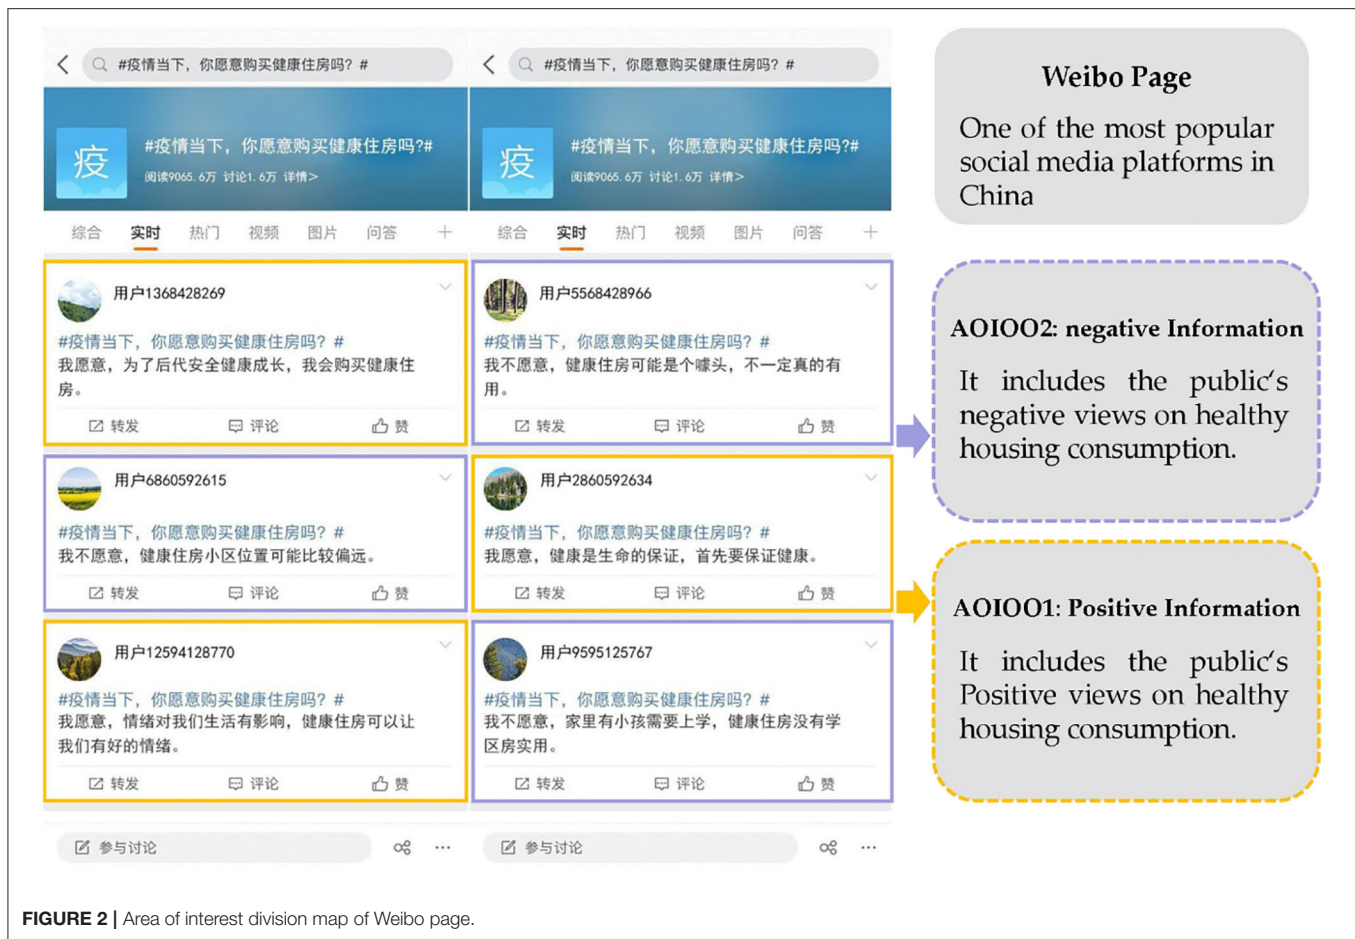 #疫情当下，你愿意购买健康住房吗？#
疫
#疫情当下，你愿意购买健康住房吗?#
阅读9065.6万 讨论1.6万 详情>
综合 实时 热门 视频 图片 问答 +
用户1368428269
#疫情当下，你愿意购买健康住房吗？#
我愿意，为了后代安全健康成长，我会购买健康住
房。
转发 评论 赞
用户6860592615
#疫情当下，你愿意购买健康住房吗？#
我不愿意，健康住房小区位置可能比较偏远。
转发 评论 赞
用户12594128770
#疫情当下，你愿意购买健康住房吗？#
我愿意，情绪对我们生活有影响，健康住房可以让
我们有好的情绪。
转发 评论 赞
参与讨论
#疫情当下，你愿意购买健康住房吗？#
疫
#疫情当下，你愿意购买健康住房吗?#
阅读9065.6万 讨论1.6万 详情>
综合 实时 热门 视频 图片 问答 +
用户5568428966
#疫情当下，你愿意购买健康住房吗？#
我不愿意，健康住房可能是个噱头，不一定真的有
用。
转发 评论 赞
用户2860592634
#疫情当下，你愿意购买健康住房吗？#
我愿意，健康是生命的保证，首先要保证健康。
转发 评论 赞
用户9595125767
#疫情当下，你愿意购买健康住房吗？#
我不愿意，家里有小孩需要上学，健康住房没有学
区房实用。
转发 评论 赞
参与讨论
Weibo Page
One of the most popular
social media platforms in
China
AOIOO2: negative Information
It includes the public‘s
negative views on healthy
housing consumption.
AOIOO1: Positive Information
It includes the public‘s
Positive views on healthy
housing consumption.
FIGURE 2 | Area of interest division map of Weibo page.